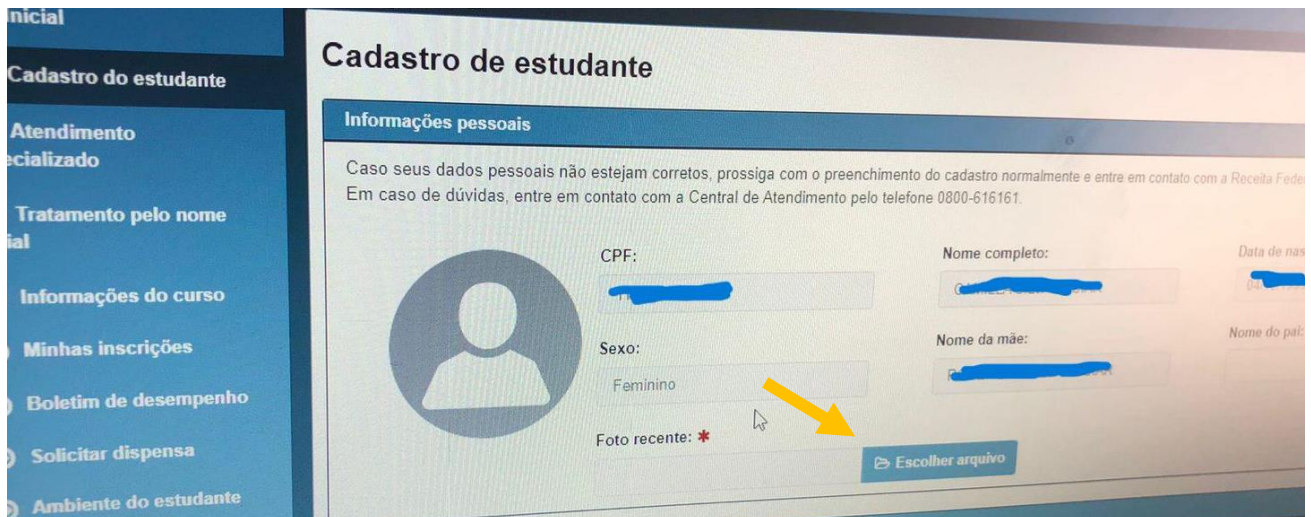 nicial
Cadastro do estudante
Atendimento
ecializado
Tratamento pelo nome
ial
Informações do curso
Minhas inscrições
Boletim de desempenho
Solicitar dispensa
Ambiente do estudante
Cadastro de estudante
Informações pessoais
Caso seus dados pessoais não estejam corretos, prossiga com o preenchimento do cadastro normalmente e entre em contato com a Receita Feder
Em caso de dúvidas, entre em contato com a Central de Atendimento pelo telefone 0800-616161.
CPF:
Nome completo:
Data de nas
Sexo:
Feminino
Nome da mãe:
Nome do pai:
Foto recente: *
Escolher arquivo